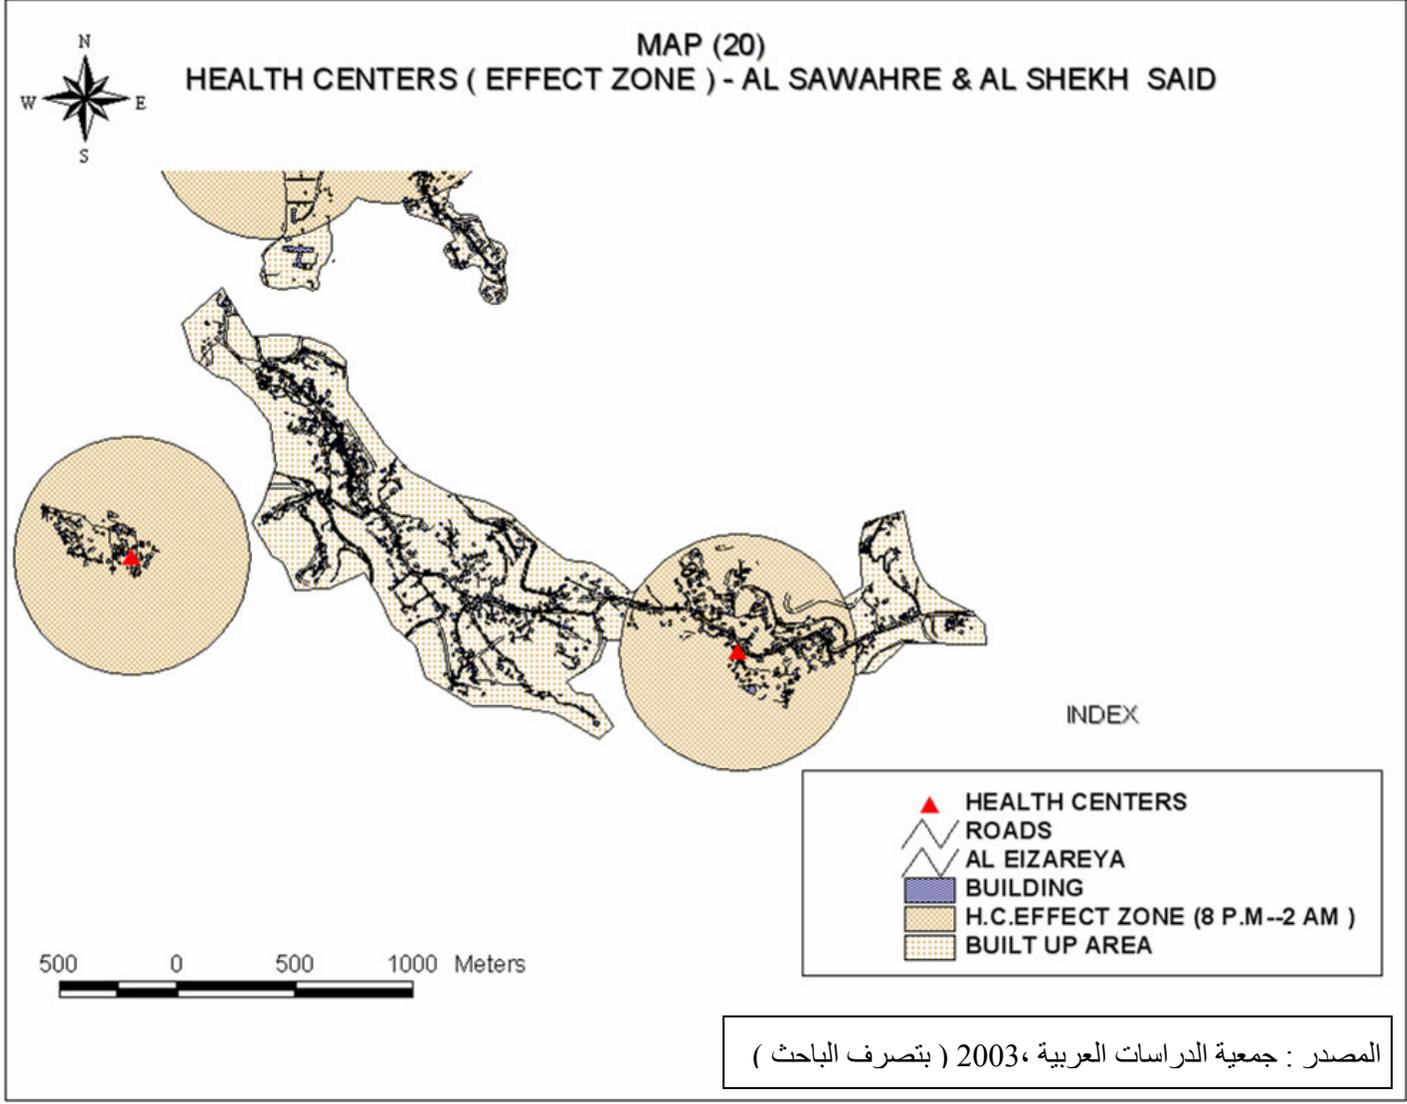 MAP (20)
HEALTH CENTERS ( EFFECT ZONE ) - AL SAWAHRE & AL SHEKH SAID
N
W E
S
INDEX
HEALTH CENTERS
ROADS
AL EIZAREYA
BUILDING
H.C.EFFECT ZONE (8 P.M--2 AM )
BUILT UP AREA
500 0 500 1000 Meters
المصدر : جمعية الدراسات العربية ،2003 ( بتصرف الباحث )